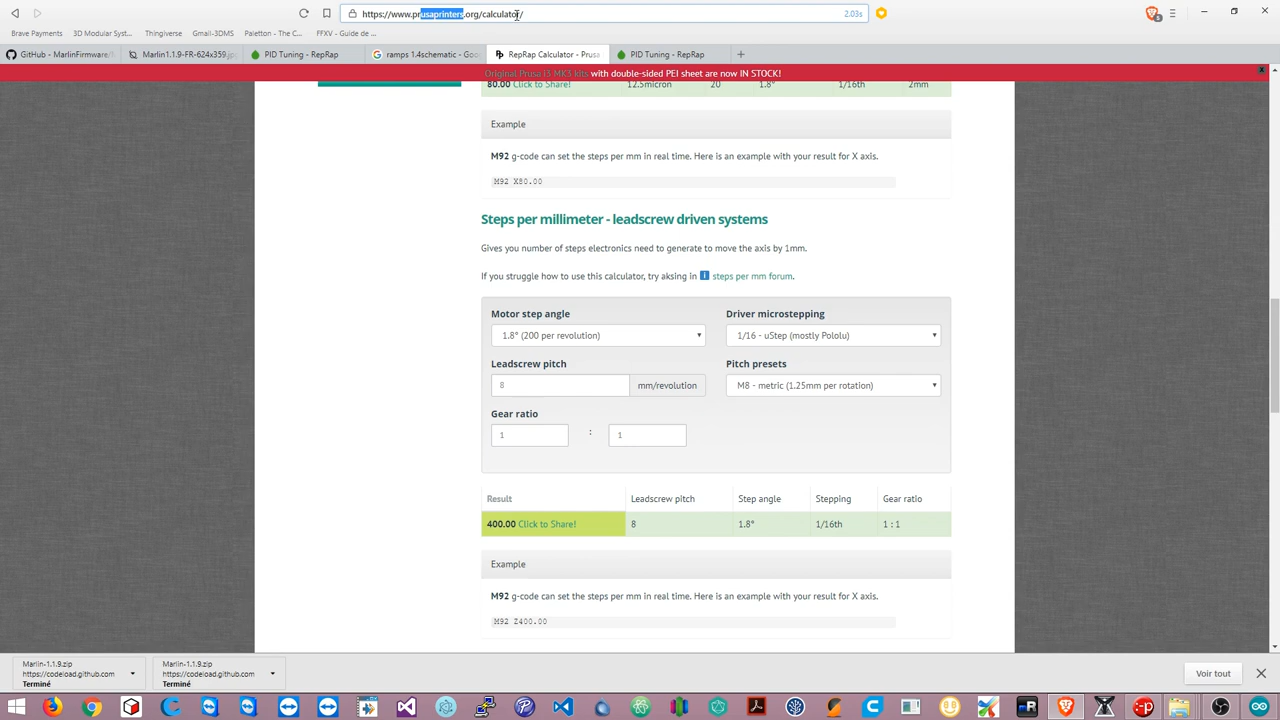 https://www.prusaprinters.org/calculator/
2.03s
5
Brave Payments
3D Modular Syst...
Thingiverse
Gmail-3DMS
Paletton - The C...
FFXV - Guide de ...
GitHub - MarlinFirmware/M
Marlin1.1.9-FR-624x359.jp
PID Tuning - RepRap
ramps 1.4schematic - Goo
RepRap Calculator - Prusa
PID Tuning - RepRap
Original Prusa i3 MK3 kits with double-sided PEI sheet are now IN STOCK!
80.00 Click to Share!
12.5micron
20
1.8°
1/16th
2mm
Example
M92 g-code can set the steps per mm in real time. Here is an example with your result for X axis.
M92 X80.00
Steps per millimeter - leadscrew driven systems
Gives you number of steps electronics need to generate to move the axis by 1mm.
If you struggle how to use this calculator, try aksing in steps per mm forum.
Motor step angle
Driver microstepping
1.8° (200 per revolution)
1/16 - uStep (mostly Pololu)
Leadscrew pitch
Pitch presets
8
mm/revolution
M8 - metric (1.25mm per rotation)
Gear ratio
1 : 1
Result
Leadscrew pitch
Step angle
Stepping
Gear ratio
400.00 Click to Share!
8
1.8°
1/16th
1 : 1
Example
M92 g-code can set the steps per mm in real time. Here is an example with your result for X axis.
M92 Z400.00
Marlin-1.1.9.zip
https://codeload.github.com
Terminé
Marlin-1.1.9.zip
https://codeload.github.com
Terminé
Voir tout